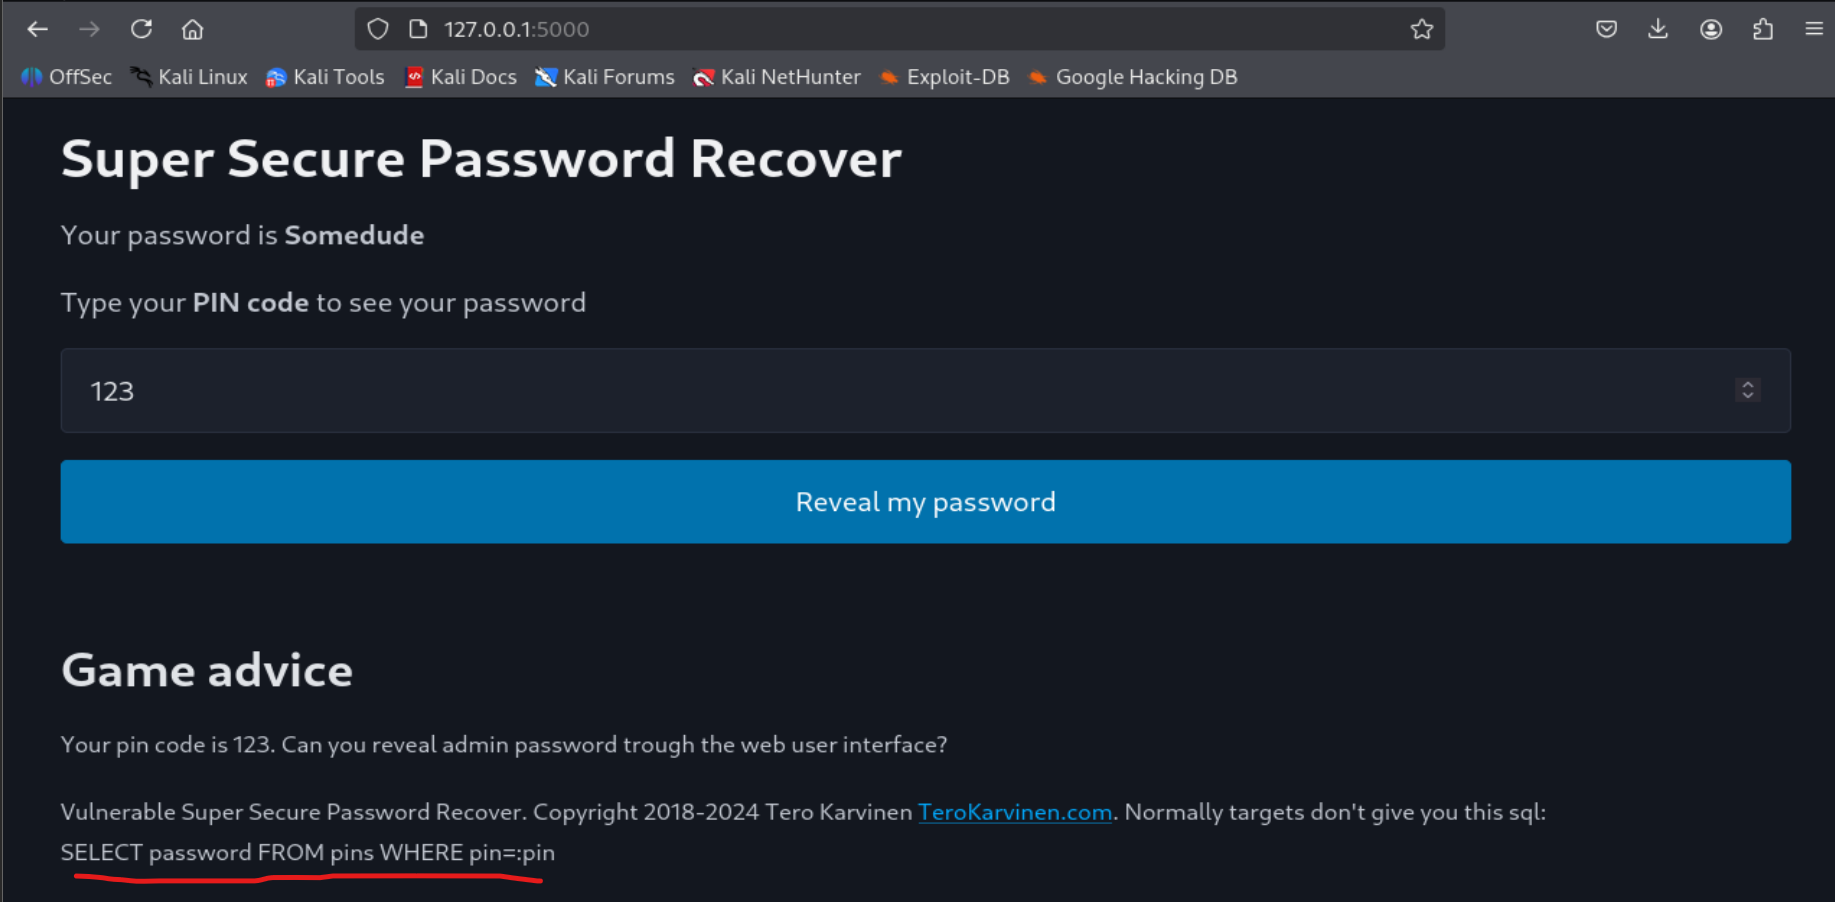 127.0.0.1:5000
OffSec Kali Linux Kali Tools Kali Docs Kali Forums Kali NetHunter Exploit-DB Google Hacking DB
Super Secure Password Recover
Your password is Somedude
Type your PIN code to see your password
123
Reveal my password
Game advice
Your pin code is 123. Can you reveal admin password trough the web user interface?
Vulnerable Super Secure Password Recover. Copyright 2018-2024 Tero Karvinen TeroKarvinen.com. Normally targets don't give you this sql:
SELECT password FROM pins WHERE pin=:pin